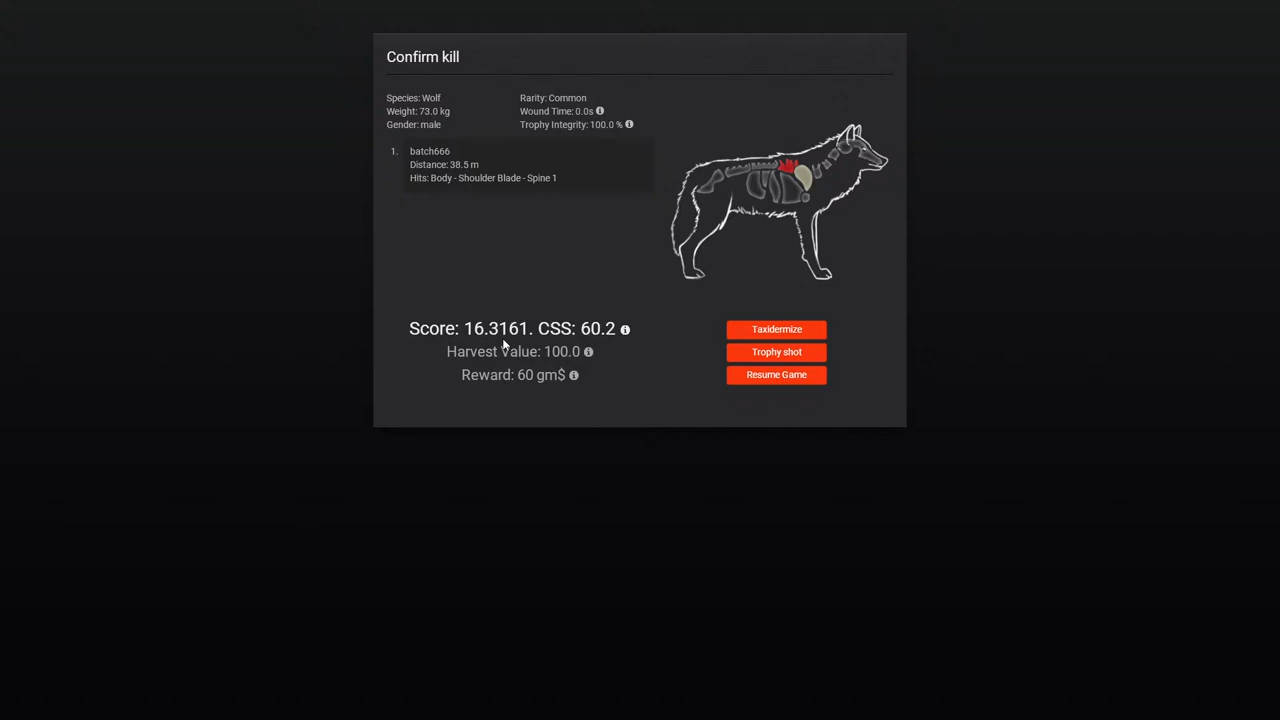 Confirm kill
Species: Wolf
Weight: 73.0 kg
Gender: male
Rarity: Common
Wound Time: 0.0s
Trophy Integrity: 100.0 %
1. batch666
Distance: 38.5 m
Hits: Body - Shoulder Blade - Spine 1
Score: 16.3161. CSS: 60.2
Harvest Value: 100.0
Reward: 60 gm$
Taxidermize
Trophy shot
Resume Game